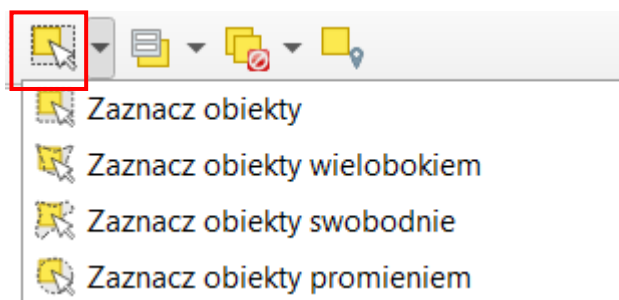 Zaznacz obiekty
Zaznacz obiekty wielobokiem
Zaznacz obiekty swobodnie
Zaznacz obiekty promieniem